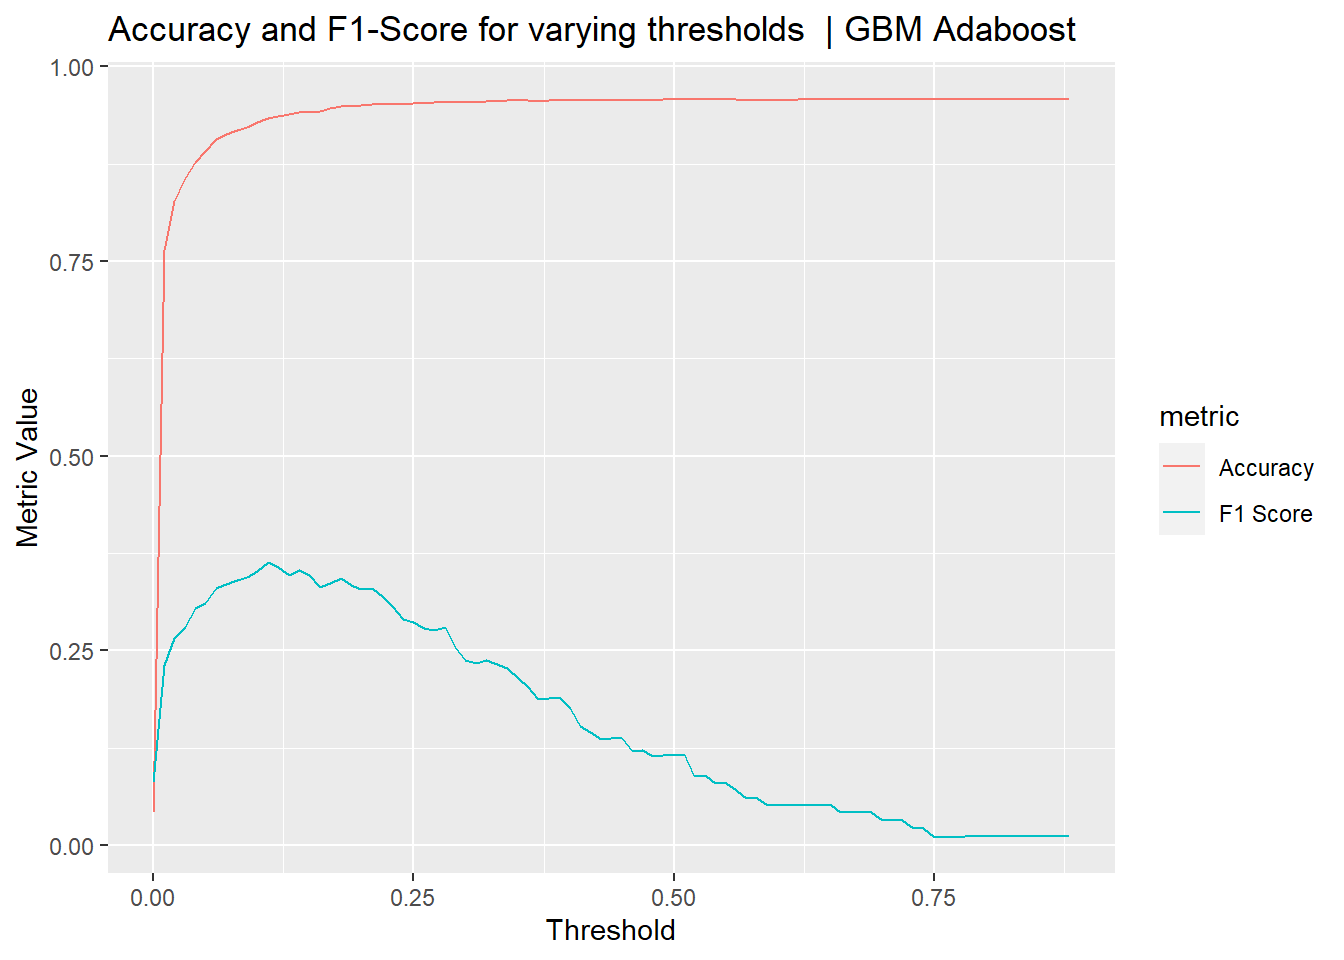 Accuracy and F1-Score for varying thresholds  | GBM Adaboost
1.00
0.75
0.50
0.25
0.00
Metric Value
0.00
0.25
0.50
0.75
Threshold
metric
Accuracy
F1 Score